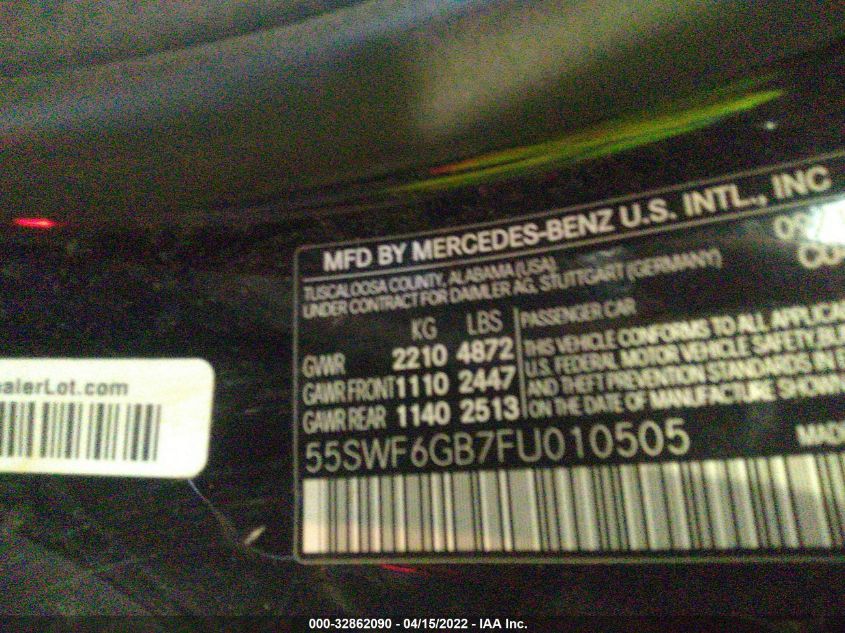 MFD BY MERCEDES-BENZ U.S. INTL., INC
TUSCALOOSA COUNTY, ALABAMA (USA)
UNDER CONTRACT FOR DAIMLER AG, STUTTGART (GERMANY)
KG LBS
GVWR 2210 4872
GAWR FRONT 1110 2447
GAWR REAR 1140 2513
PASSENGER CAR
THIS VEHICLE CONFORMS TO ALL
U.S. FEDERAL MOTOR VEHICLE SAFETY,
AND THEFT PREVENTION STANDARDS IN
ON THE DATE OF MANUFACTURE SHOWN
55SWF6GB7FU010505
alerLot.com
000-32862090 - 04/15/2022 - IAA Inc.